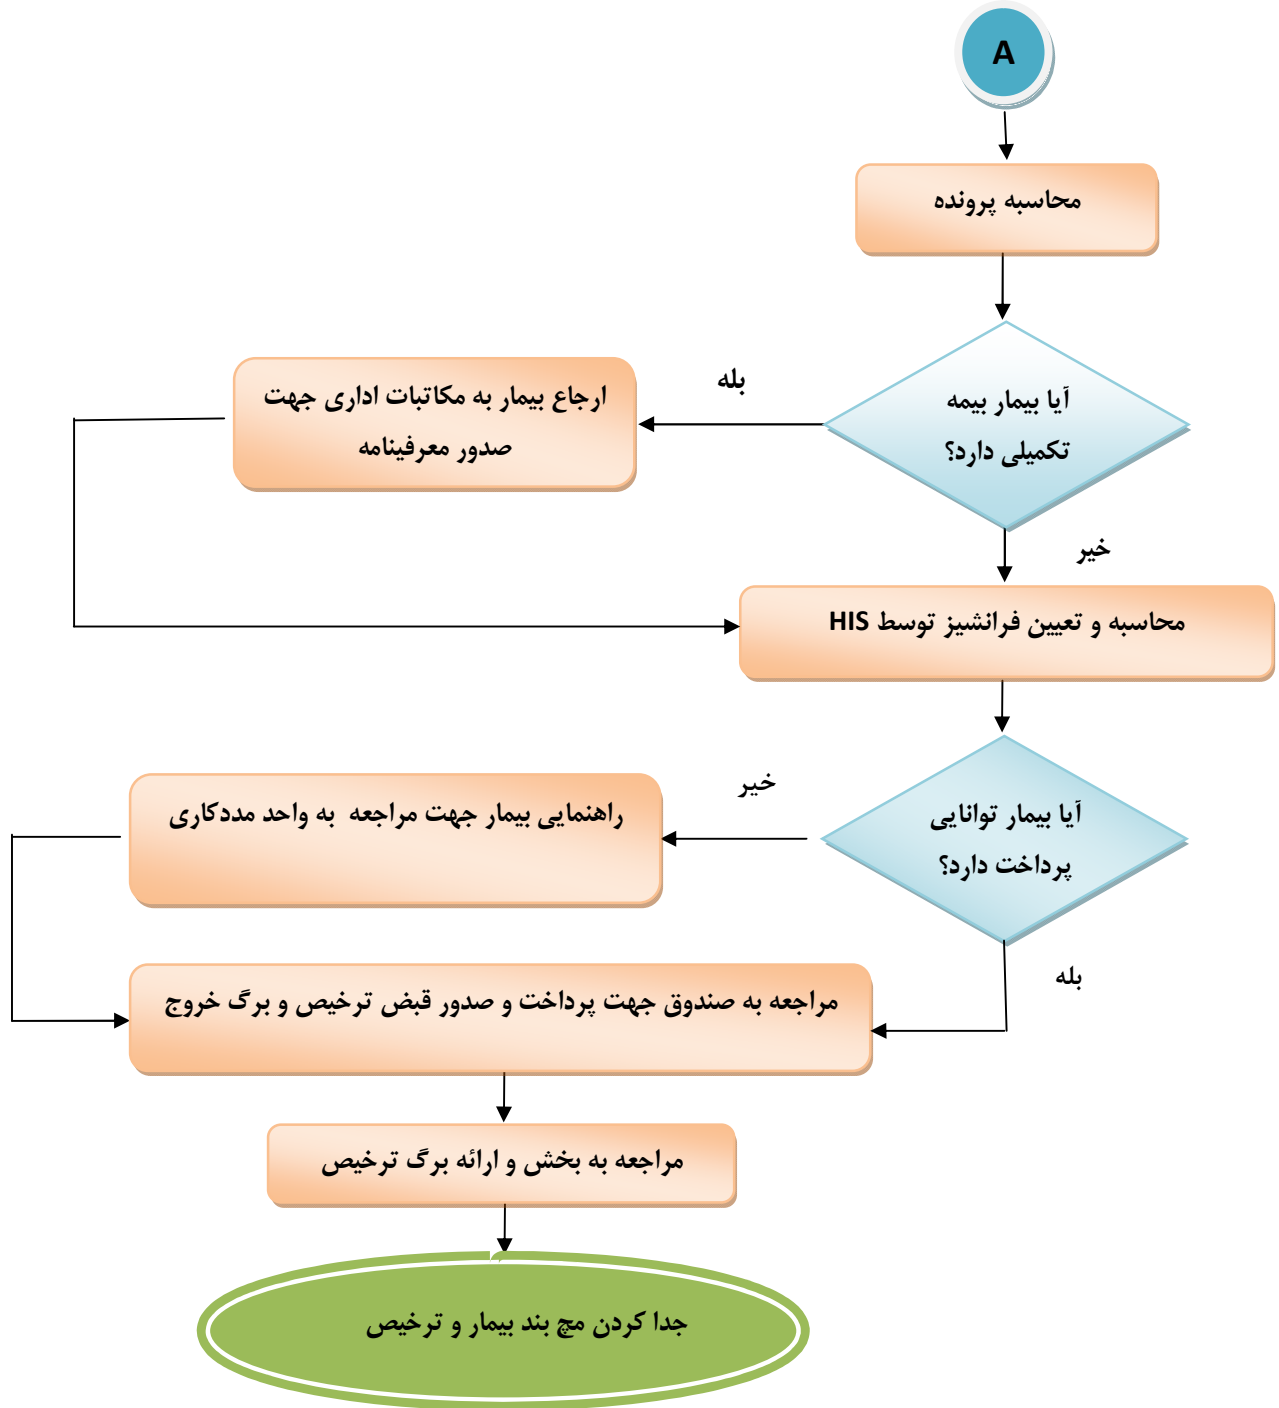 A
محاسبه پرونده
آیا بیمار بیمه
تکمیلی دارد؟
بله
ارجاع بیمار به مکاتبات اداری جهت
صدور معرفینامه
خیر
محاسبه و تعیین فرانشیز توسط HIS
آیا بیمار توانایی
پرداخت دارد؟
خیر
راهنمایی بیمار جهت مراجعه به واحد مددکاری
بله
مراجعه به صندوق جهت پرداخت و صدور قبض ترخیص و برگ خروج
مراجعه به بخش و ارائه برگ ترخیص
جدا کردن مچ بند بیمار و ترخیص